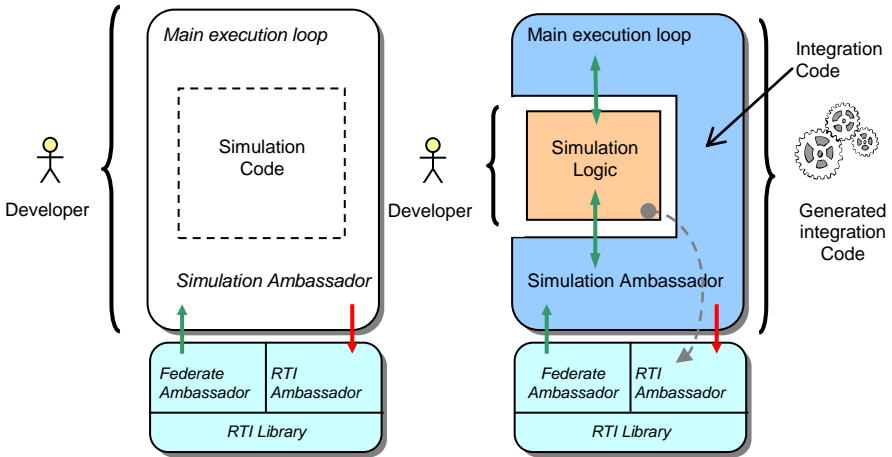 Main execution loop
Simulation
Code
Developer
Simulation Ambassador
Federate
Ambassador
RTI
Ambassador
RTI Library
Main execution loop
Integration
Code
Simulation
Logic
Developer
Generated
integration
Code
Simulation Ambassador
Federate
Ambassador
RTI
Ambassador
RTI Library